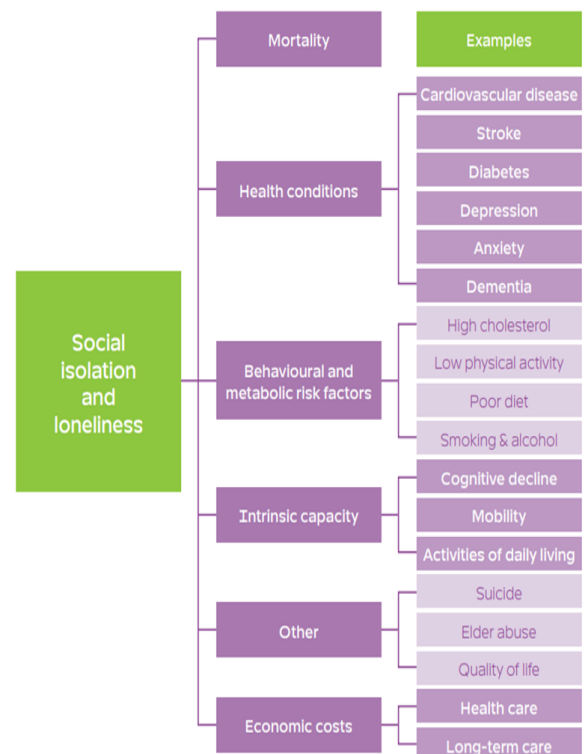 Mortality
Examples
Cardiovascular disease
Stroke
Health conditions
Diabetes
Depression
Anxiety
Dementia
Social
isolation
and
loneliness
High cholesterol
Behavioural and
metabolic risk factors
Low physical activity
Poor diet
Smoking & alcohol
Cognitive decline
Intrinsic capacity
Mobility
Activities of daily living
Suicide
Other
Elder abuse
Quality of life
Health care
Economic costs
Long-term care